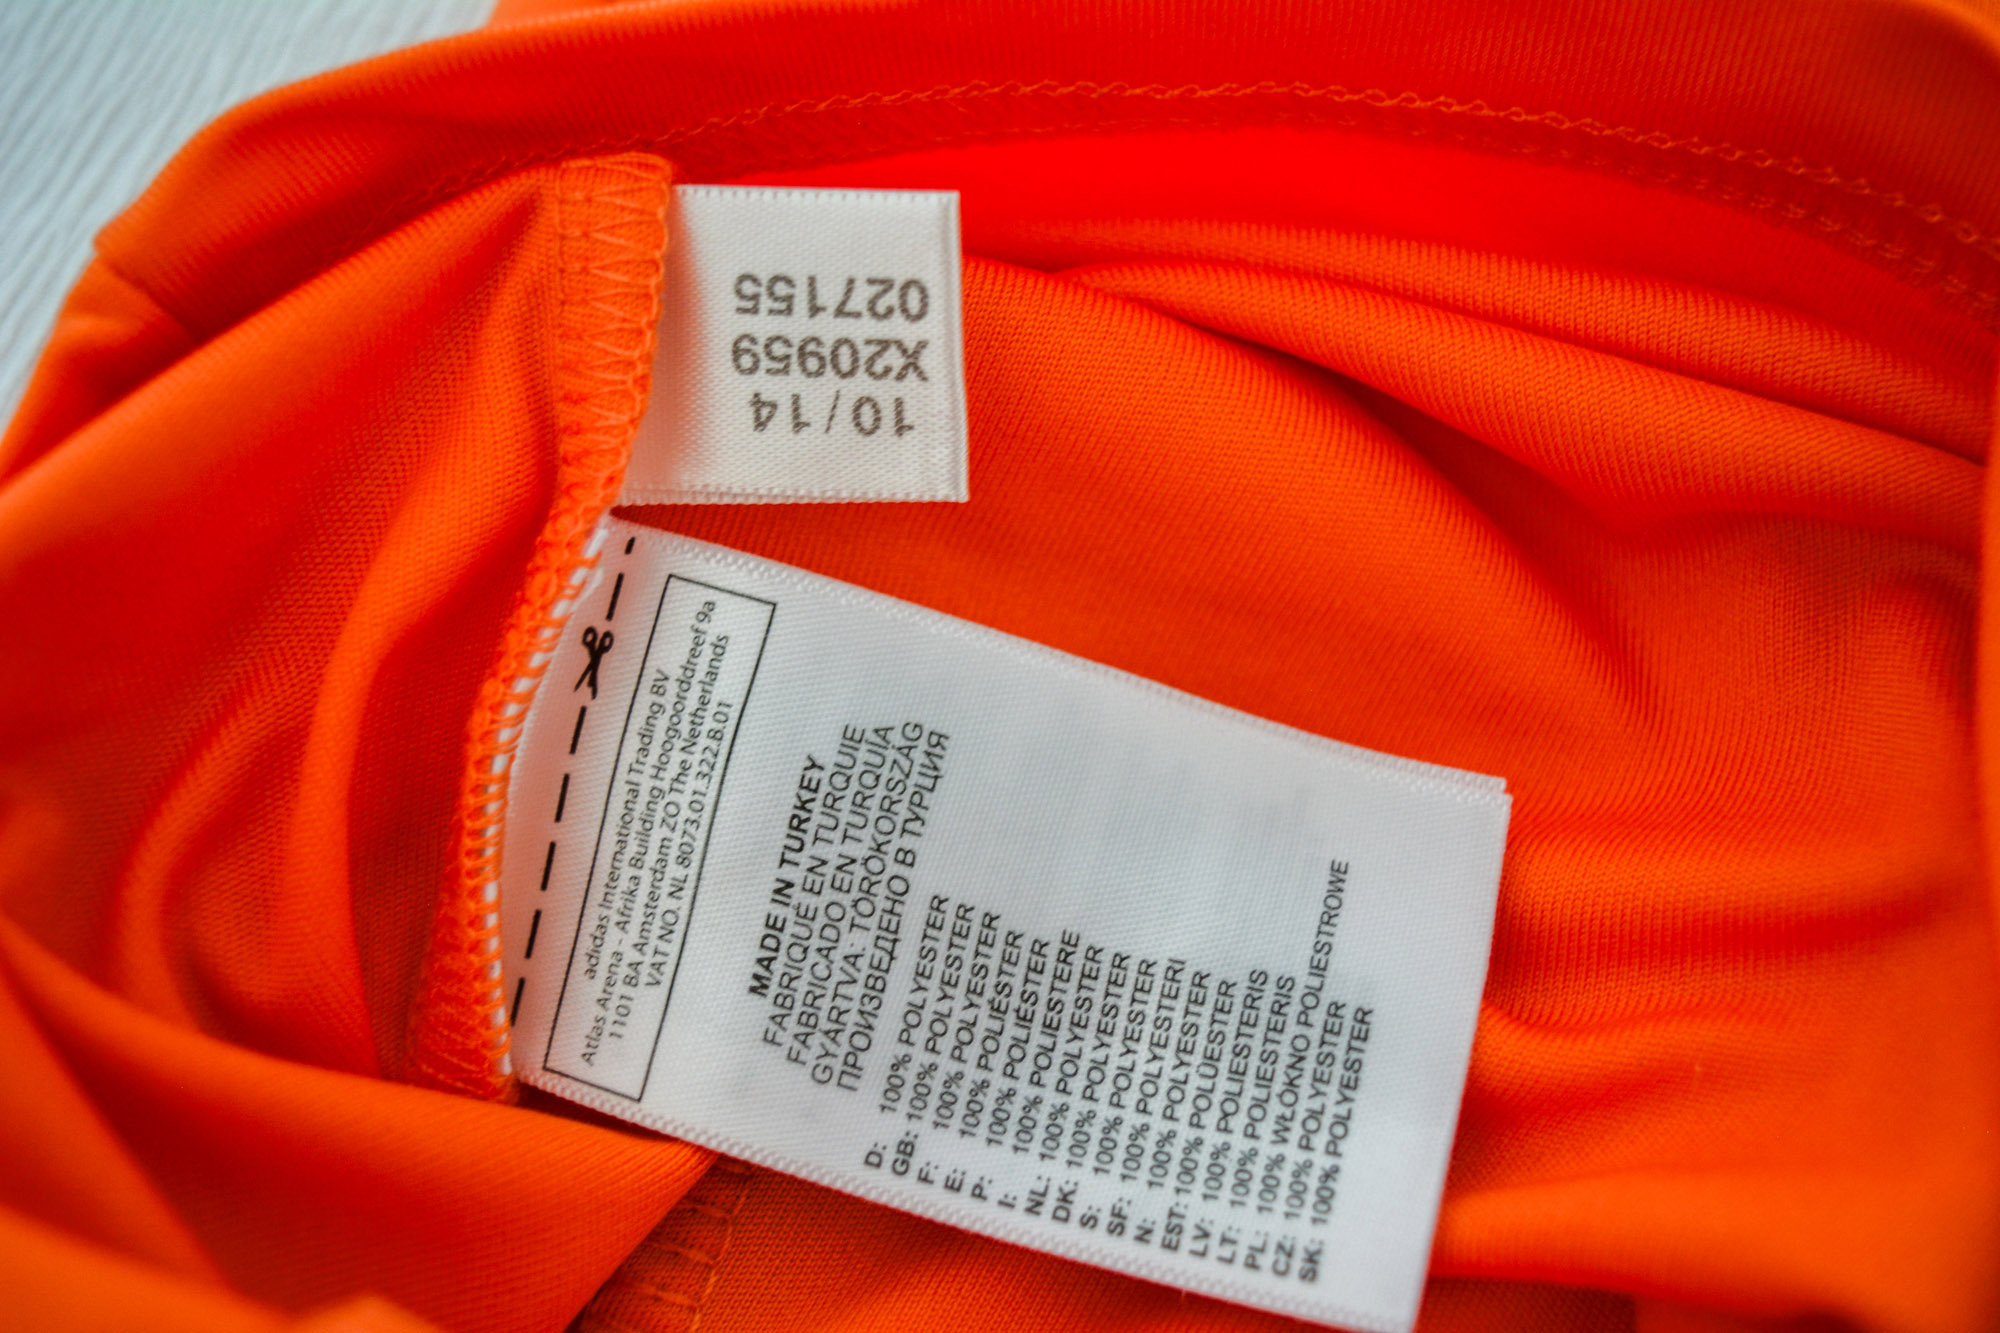 10/14
X20959
027155
adidas International Trading BV
Atlas Arena - Afrika Building Hoogoorddreef 9a
1101 BA Amsterdam ZO The Netherlands
VAT NO. NL 8073.01.322.B.01
MADE IN TURKEY
FABRIQUÉ EN TURQUIE
FABRICADO EN TURQUÍA
GYÁRTVA: TÖRÖKORSZÁG
ПРОИЗВЕДЕНО В ТУРЦИЯ
D: 100% POLYESTER
GB: 100% POLYESTER
F: 100% POLYESTER
E: 100% POLIÉSTER
P: 100% POLIÉSTER
I: 100% POLIESTERE
NL: 100% POLYESTER
DK: 100% POLYESTER
S: 100% POLYESTER
SF: 100% POLYESTERI
N: 100% POLYESTER
EST: 100% POLÜESTER
LV: 100% POLIESTERIS
LT: 100% POLIESTERIS
PL: 100% WŁÓKNO POLIESTROWE
CZ: 100% POLYESTER
SK: 100% POLYESTER